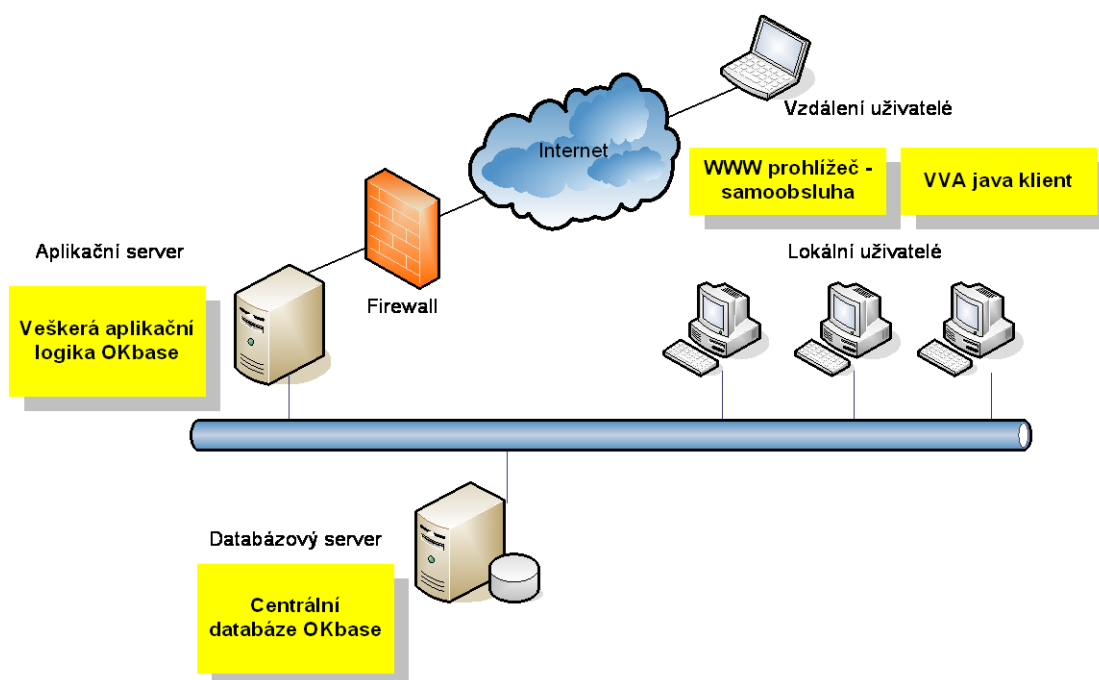 Vzdálení uživatelé
Internet
WWW prohlížeč -
samoobsluha
VVA java klient
Aplikační server
Lokální uživatelé
Firewall
Veškerá aplikační
logika OKbase
Databázový server
Centrální
databáze OKbase